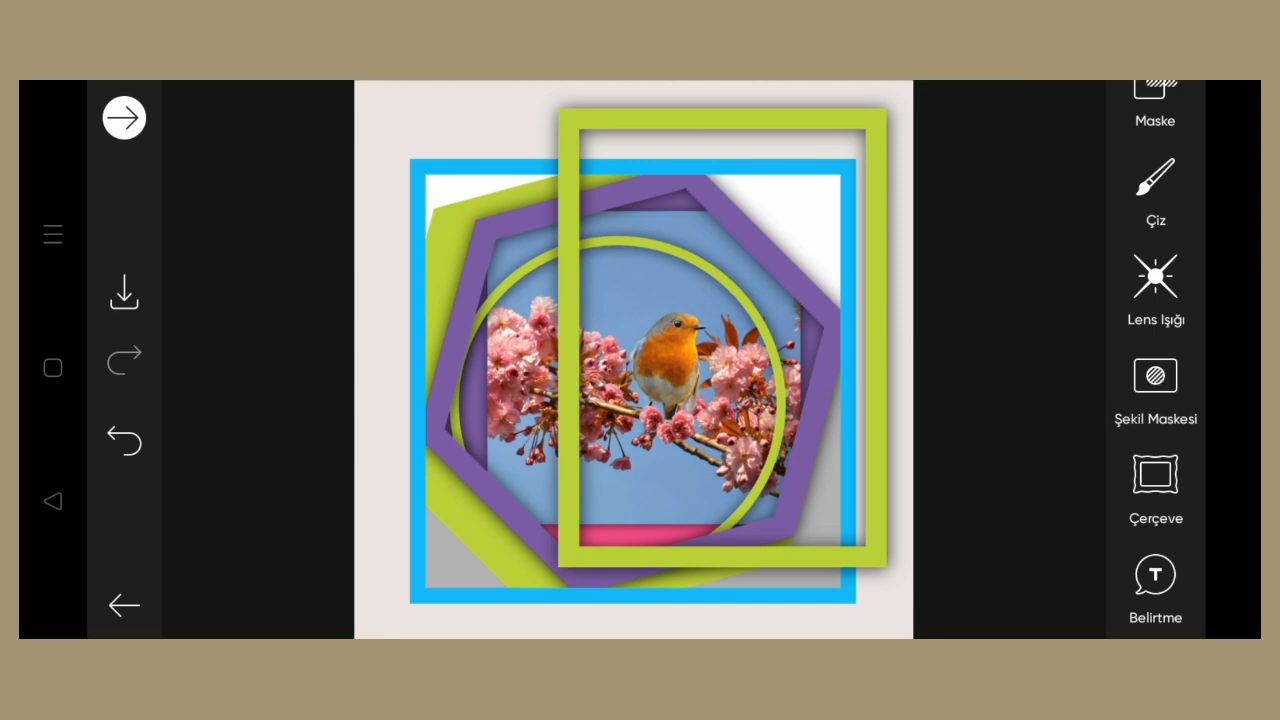 Maske
Çiz
Lens Işığı
Şekil Maskesi
Çerçeve
T
Belirtme